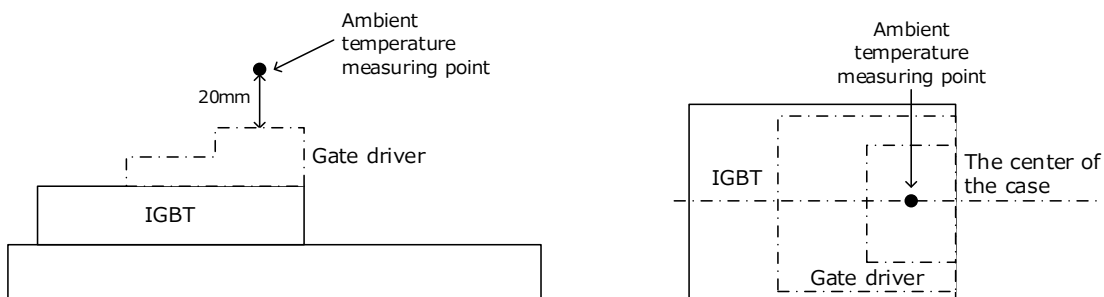 Ambient
temperature
measuring point
20mm
Gate driver
IGBT
Ambient
temperature
measuring point
IGBT
The center of
the case
Gate driver